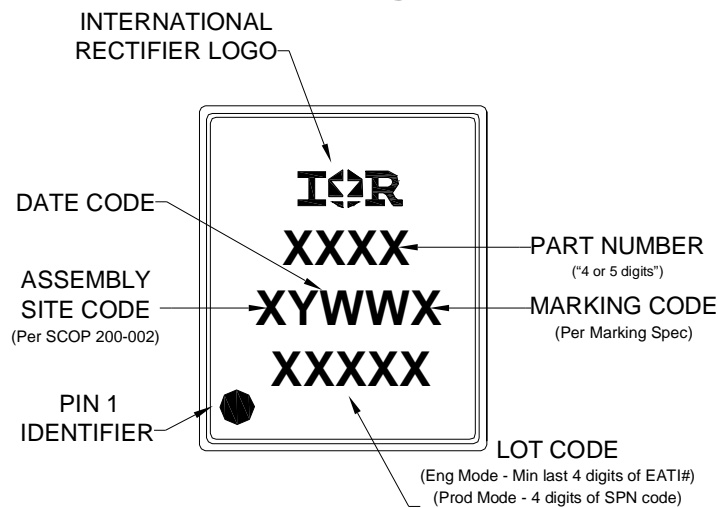 INTERNATIONAL
RECTIFIER LOGO
DATE CODE
ASSEMBLY
SITE CODE
(Per SCOP 200-002)
PIN 1
IDENTIFIER
IOR
XXXX
XYWWX
XXXXX
PART NUMBER
("4 or 5 digits")
MARKING CODE
(Per Marking Spec)
LOT CODE
(Eng Mode - Min last 4 digits of EATI#)
(Prod Mode - 4 digits of SPN code)